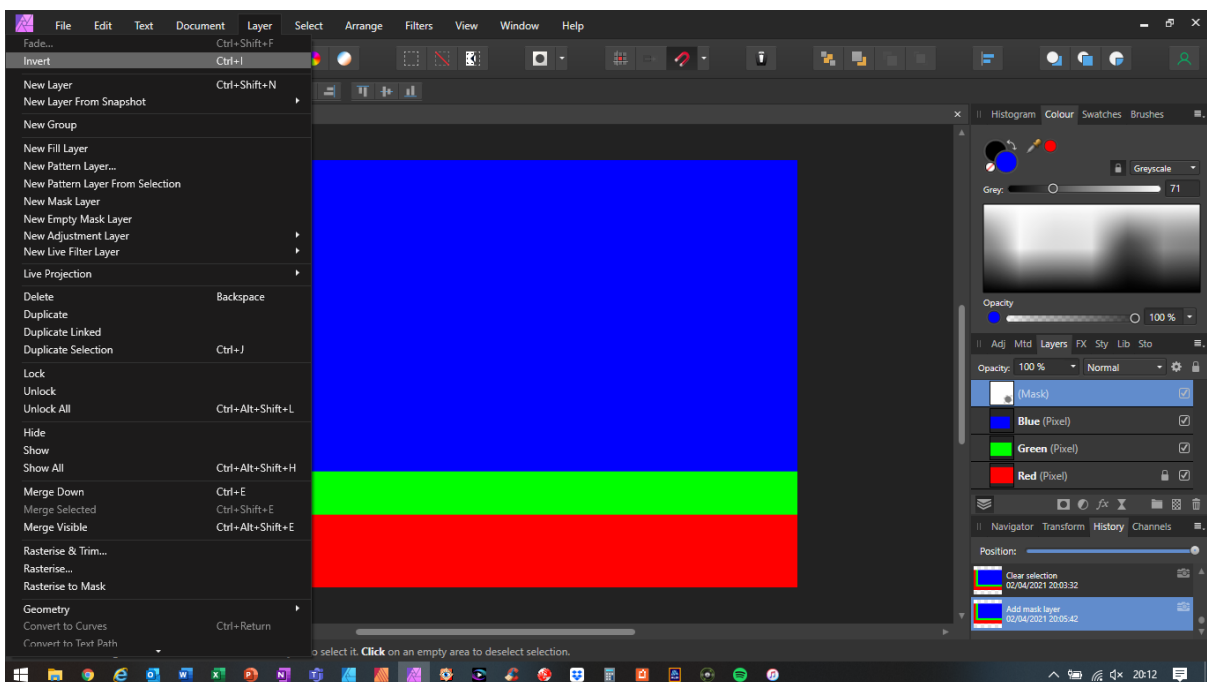 File Edit Text Document Layer Select Arrange Filters View Window Help
Fade... Ctrl+Shift+F
Invert Ctrl+I
New Layer Ctrl+Shift+N
New Layer From Snapshot
New Group
New Fill Layer
New Pattern Layer...
New Pattern Layer From Selection
New Mask Layer
New Empty Mask Layer
New Adjustment Layer
New Live Filter Layer
Live Projection
Delete Backspace
Duplicate
Duplicate Linked
Duplicate Selection Ctrl+J
Lock
Unlock
Unlock All Ctrl+Alt+Shift+L
Hide
Show
Show All Ctrl+Alt+Shift+H
Merge Down Ctrl+E
Merge Selected Ctrl+Shift+E
Merge Visible Ctrl+Alt+Shift+E
Rasterise & Trim...
Rasterise...
Rasterise to Mask
Geometry
Convert to Curves Ctrl+Return
Convert to Text Path
Histogram Colour Swatches Brushes
Greyscale
Grey: 71
Opacity
100 %
Adj Mtd Layers FX Sty Lib Sto
Opacity: 100 % Normal
(Mask)
Blue (Pixel)
Green (Pixel)
Red (Pixel)
fx
Navigator Transform History Channels
Position:
Clear selection
02/04/2021 20:03:32
Add mask layer
02/04/2021 20:05:42
o select it. Click on an empty area to deselect selection.
20:12